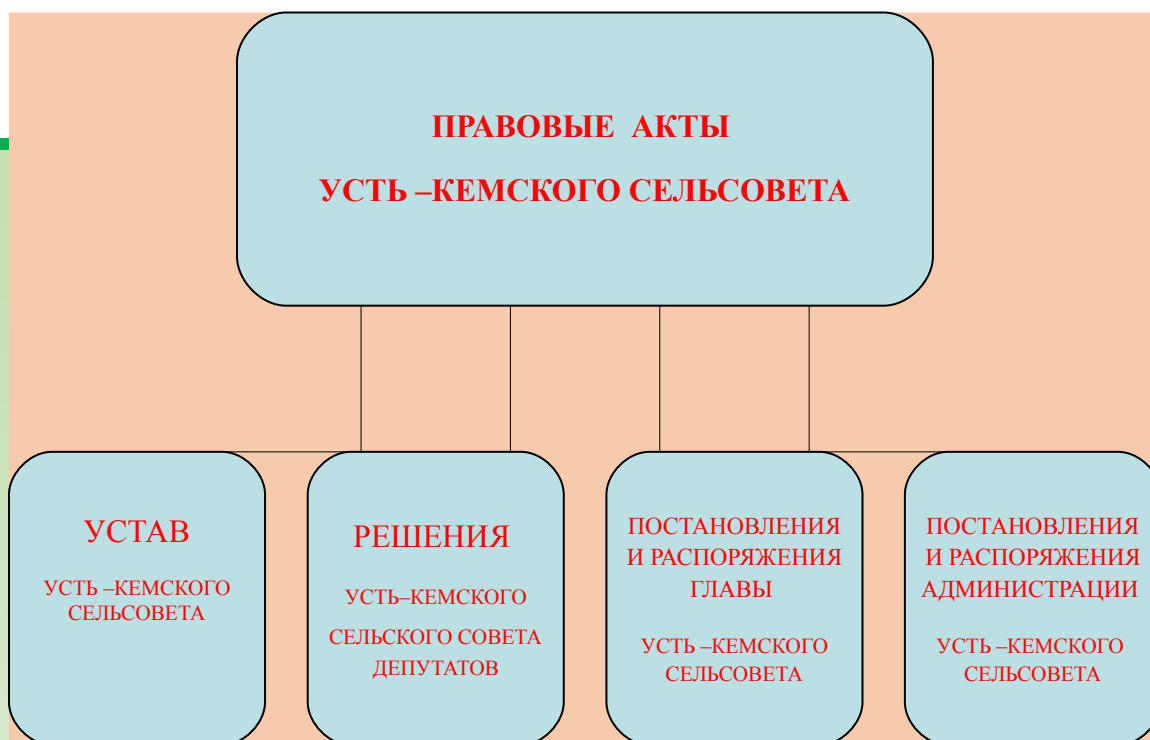 ПРАВОВЫЕ АКТЫ
УСТЬ –КЕМСКОГО СЕЛЬСОВЕТА
УСТАВ
УСТЬ –КЕМСКОГО
СЕЛЬСОВЕТА
РЕШЕНИЯ
УСТЬ–КЕМСКОГО
СЕЛЬСКОГО СОВЕТА
ДЕПУТАТОВ
ПОСТАНОВЛЕНИЯ
И РАСПОРЯЖЕНИЯ
ГЛАВЫ
УСТЬ –КЕМСКОГО
СЕЛЬСОВЕТА
ПОСТАНОВЛЕНИЯ
И РАСПОРЯЖЕНИЯ
АДМИНИСТРАЦИИ
УСТЬ –КЕМСКОГО
СЕЛЬСОВЕТА